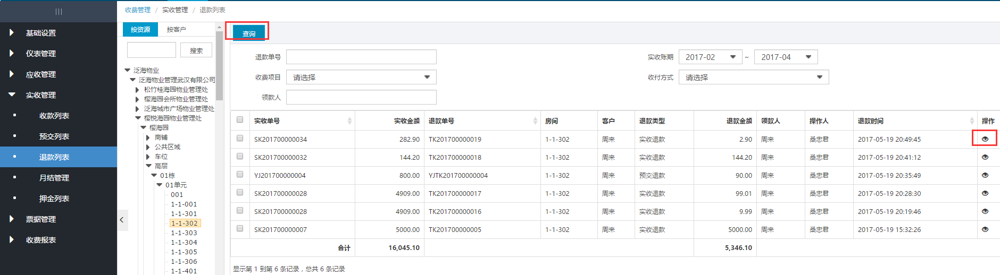 收费管理 / 实收管理 / 退款列表
基础设置
仪表管理
应收管理
实收管理
收款列表
预交列表
退款列表
月结管理
押金列表
票据管理
收费报表
按资源 按客户
搜索
泛海物业
泛海物业管理武汉有限公司
松竹桂海园物业管理处
樱海园会所物业管理处
泛海城市广场物业管理处
樱悦海园物业管理处
樱海园
商铺
公共区域
车位
高层
01栋
01单元
001
1-1-001
1-1-301
1-1-302
1-1-303
1-1-304
1-1-305
1-1-306
1-1-401
查询
退款单号 实收账期 2017-02 ~ 2017-04
收费项目 请选择 收付方式 请选择
领款人
实收单号 实收金额 退款单号 房间 客户 退款类型 退款金额 领款人 操作人 退款时间 操作
SK201700000034 282.90 TK201700000019 1-1-302 周来 实收退款 2.90 周来 桑忠君 2017-05-19 20:49:45
SK201700000032 144.20 TK201700000018 1-1-302 周来 实收退款 144.20 周来 桑忠君 2017-05-19 20:41:12
YJ201700000004 800.00 YJTK201700000004 1-1-302 周来 预交退款 90.00 周来 桑忠君 2017-05-19 20:35:49
SK201700000028 4909.00 TK201700000017 1-1-302 周来 实收退款 99.01 周来 桑忠君 2017-05-19 20:28:30
SK201700000028 4909.00 TK201700000016 1-1-302 周来 实收退款 9.99 周来 桑忠君 2017-05-19 20:19:46
SK201700000007 5000.00 TK201700000005 1-1-302 周来 实收退款 5000.00 周来 桑忠君 2017-05-19 15:32:26
合计 16,045.10 5,346.10
显示第 1 到第 6 条记录，总共 6 条记录